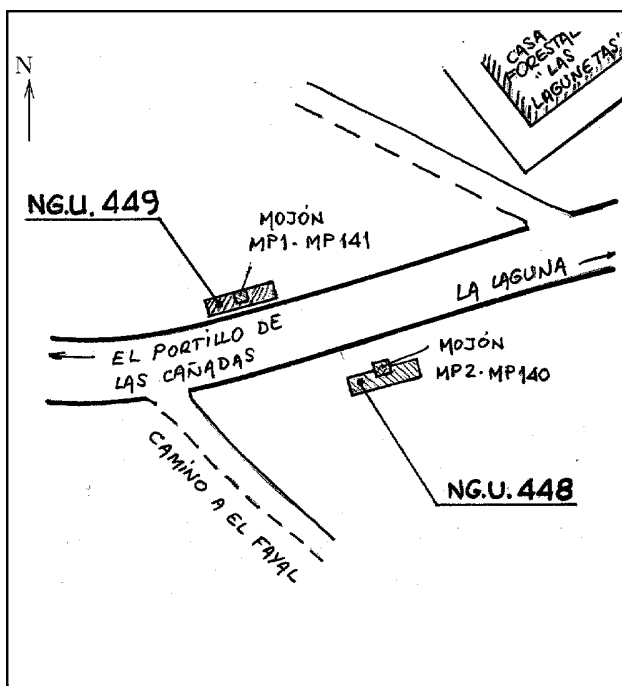 N
CASA
FORESTAL
"LAS
LAGUNETAS"
NG.U. 449
MOJÓN
MP1- MP141
LA LAGUNA
EL PORTILLO DE
LAS CAÑADAS
MOJÓN
MP2- MP140
NG.U. 448
CAMINO A EL FAYAL